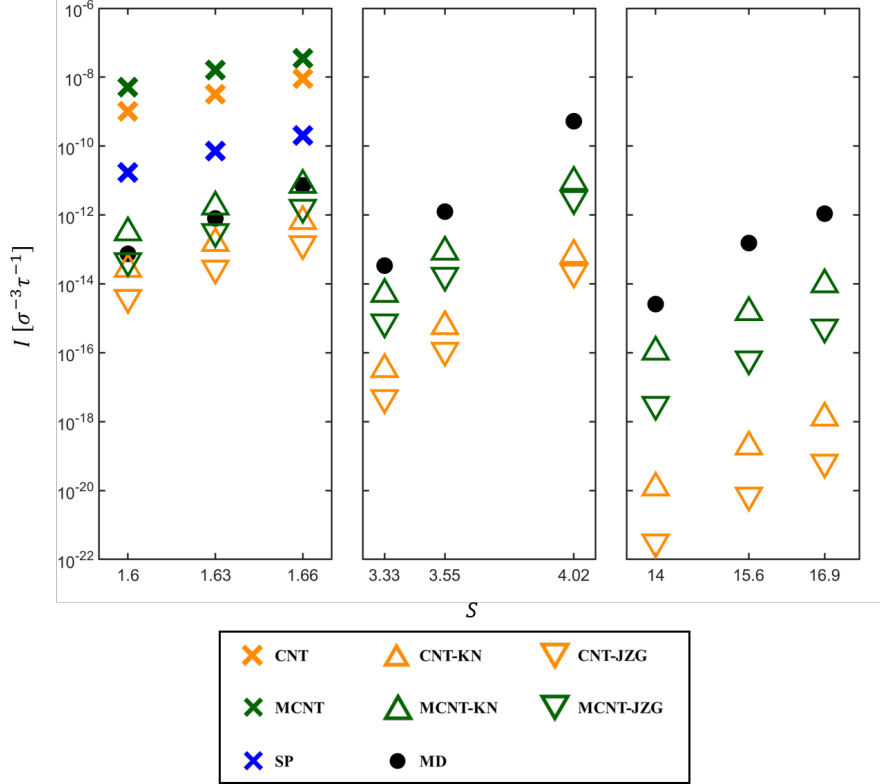 10⁻⁶
10⁻⁸
10⁻¹⁰
10⁻¹²
10⁻¹⁴
10⁻¹⁶
10⁻¹⁸
10⁻²⁰
10⁻²²
I [σ⁻³τ⁻¹]
1.6 1.63 1.66 3.33 3.55 4.02 14 15.6 16.9
S
CNT CNT-KN CNT-JZG
MCNT MCNT-KN MCNT-JZG
SP MD